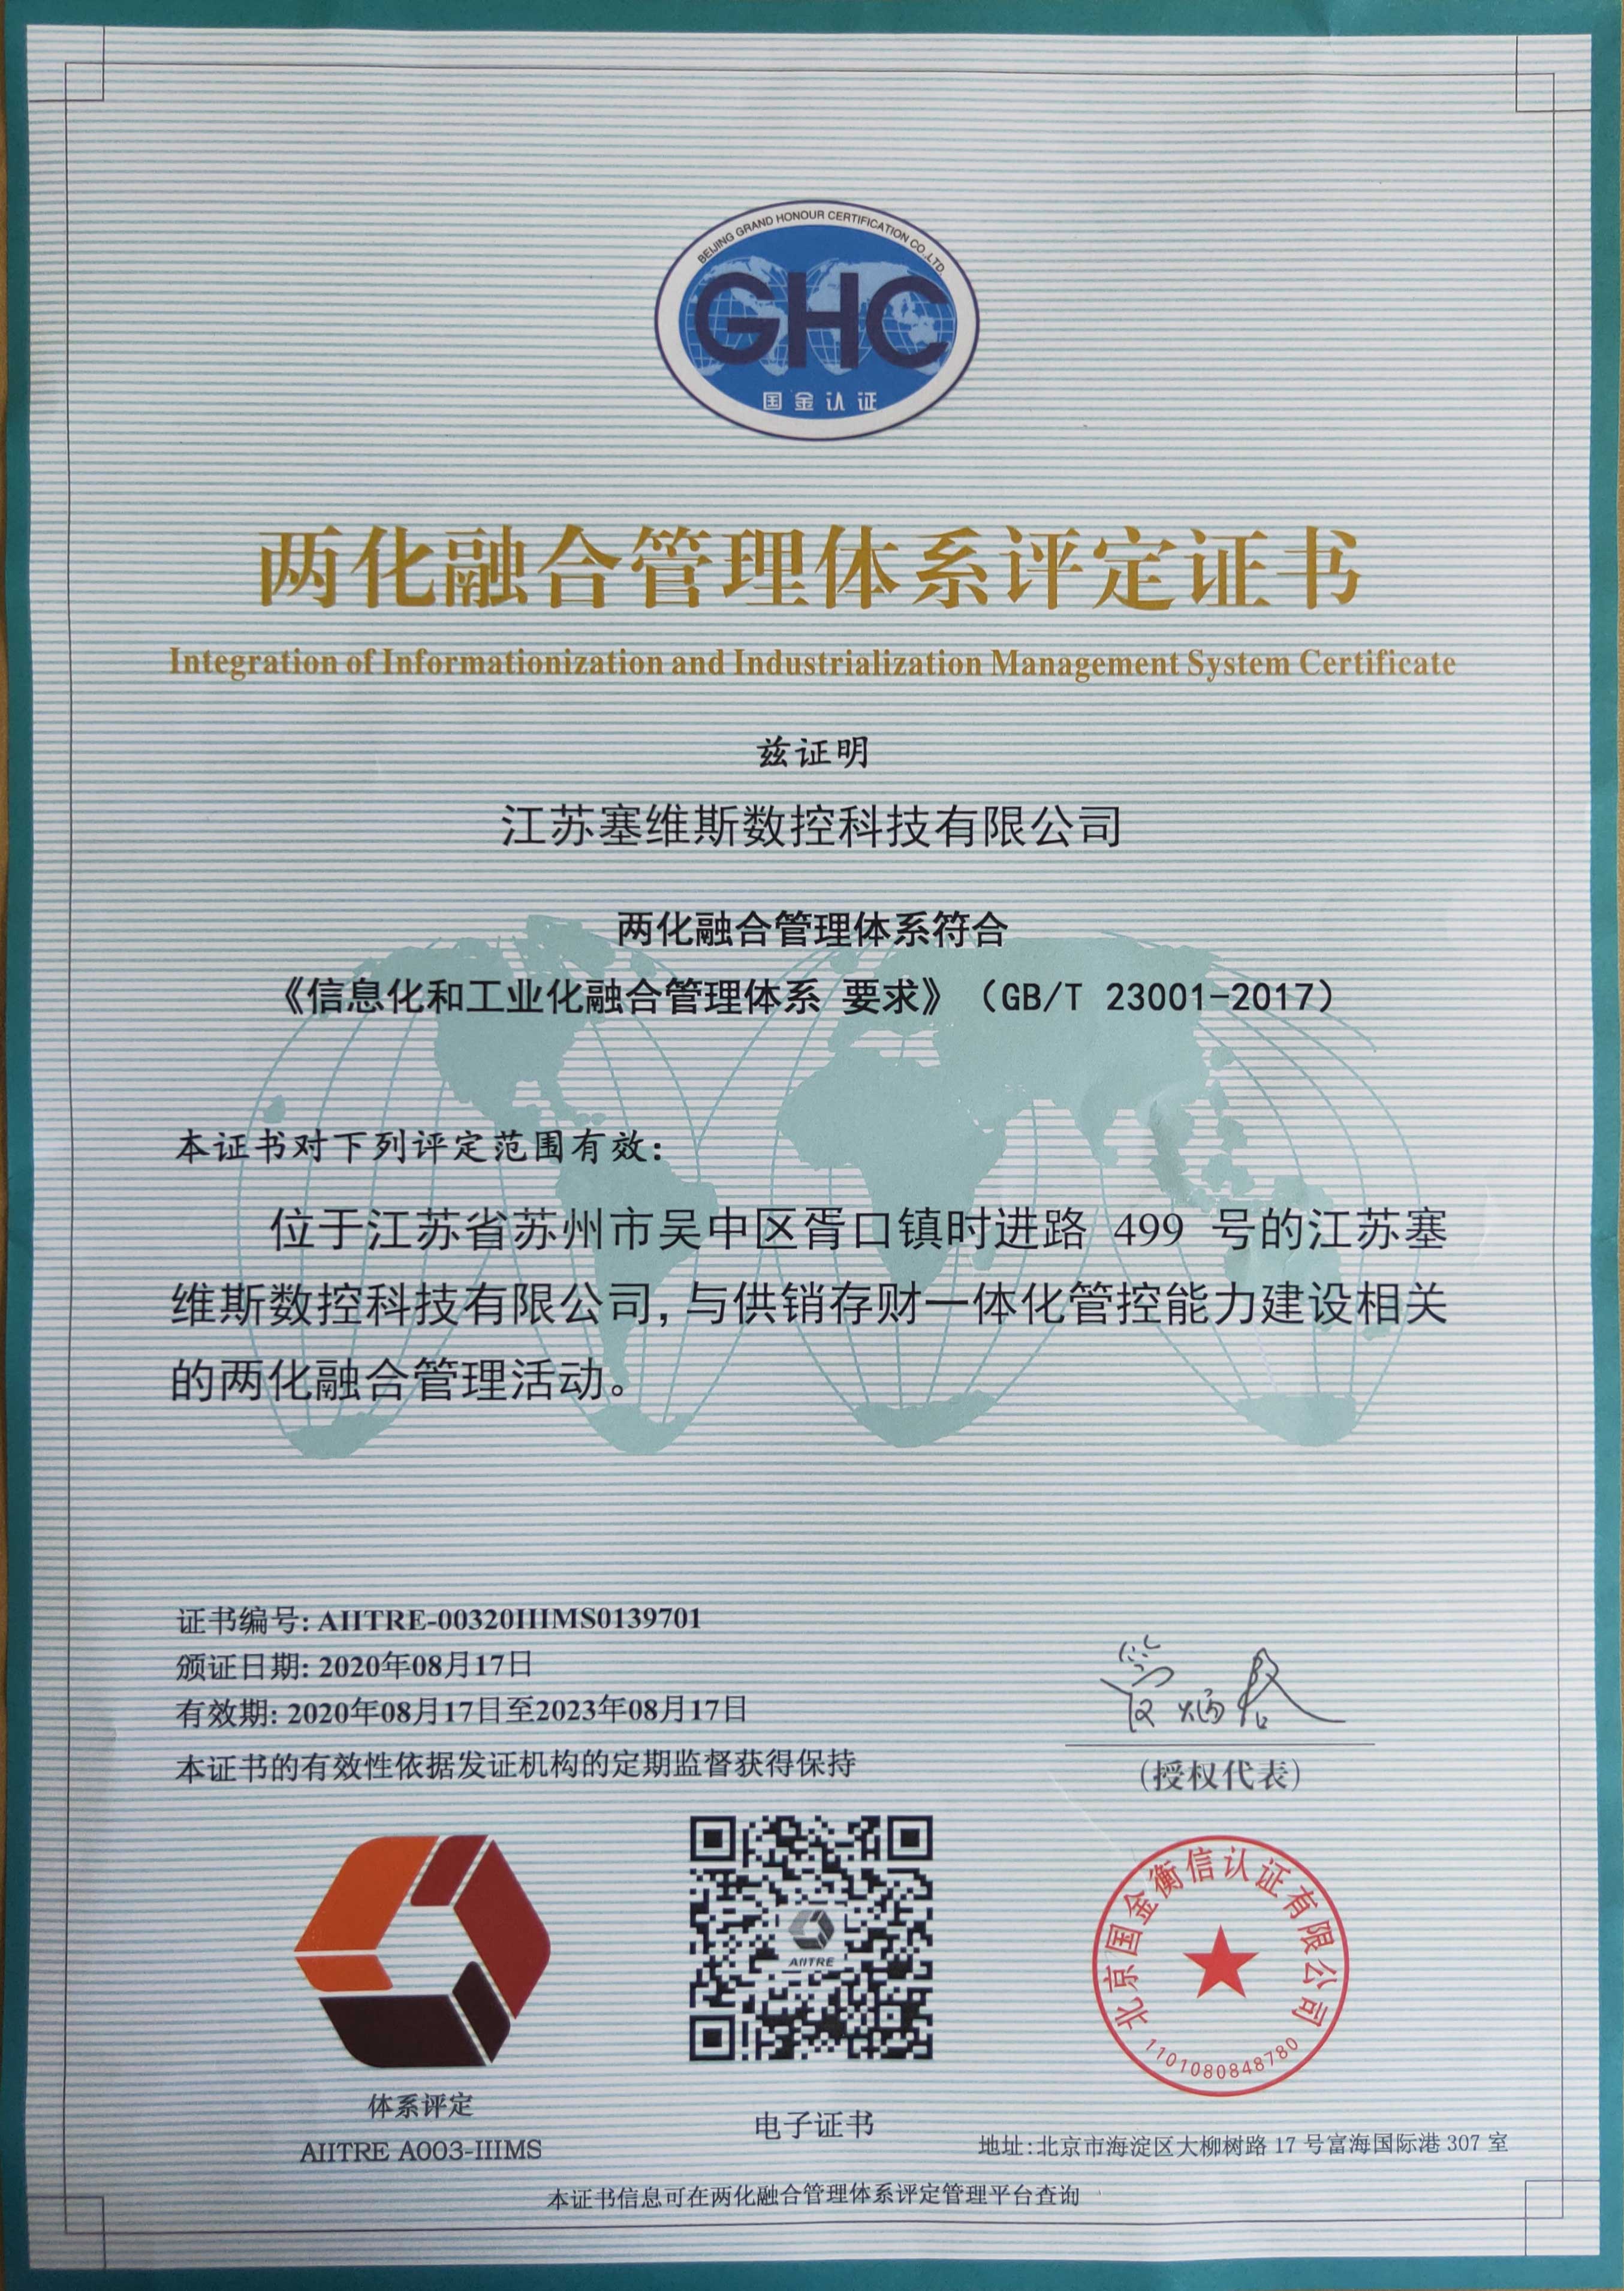 BEIJING GRAND HONOUR CERTIFICATION CO.,LTD.
GHC
国金认证
两化融合管理体系评定证书
Integration of Informationization and Industrialization Management System Certificate
兹证明
江苏塞维斯数控科技有限公司
两化融合管理体系符合
《信息化和工业化融合管理体系 要求》（GB/T 23001-2017）
本证书对下列评定范围有效：
位于江苏省苏州市吴中区胥口镇时进路 499 号的江苏塞
维斯数控科技有限公司，与供销存财一体化管控能力建设相关
的两化融合管理活动。
证书编号: AIITRE-00320IIIMS0139701
颁证日期: 2020年08月17日
有效期: 2020年08月17日至2023年08月17日
本证书的有效性依据发证机构的定期监督获得保持
(授权代表)
AIITRE
北京国金衡信认证有限公司
1101080848780
体系评定
AIITRE A003-IIIMS
电子证书
地址:北京市海淀区大柳树路 17 号富海国际港 307 室
本证书信息可在两化融合管理体系评定管理平台查询